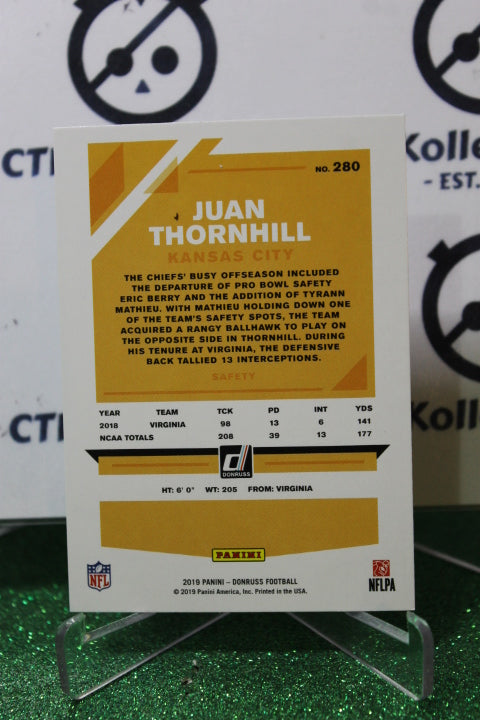 CTI
Kolle
- EST.
NO. 280
JUAN
THORNHILL
KANSAS CITY
THE CHIEFS' BUSY OFFSEASON INCLUDED
THE DEPARTURE OF PRO BOWL SAFETY
ERIC BERRY AND THE ADDITION OF TYRANN
MATHIEU. WITH MATHIEU HOLDING DOWN ONE
OF THE TEAM'S SAFETY SPOTS, THE TEAM
ACQUIRED A RANGY BALLHAWK TO PLAY ON
THE OPPOSITE SIDE IN THORNHILL. DURING
HIS TENURE AT VIRGINIA, THE DEFENSIVE
BACK TALLIED 13 INTERCEPTIONS.
SAFETY
YEAR TEAM TCK PD INT YDS
2018 VIRGINIA 98 13 6 141
NCAA TOTALS 208 39 13 177
CTI
Kolle
d
DONRUSS
HT: 6' 0" WT: 205 FROM: VIRGINIA
PANINI
NFL
2019 PANINI – DONRUSS FOOTBALL
© 2019 Panini America, Inc. Printed in the USA.
NFLPA